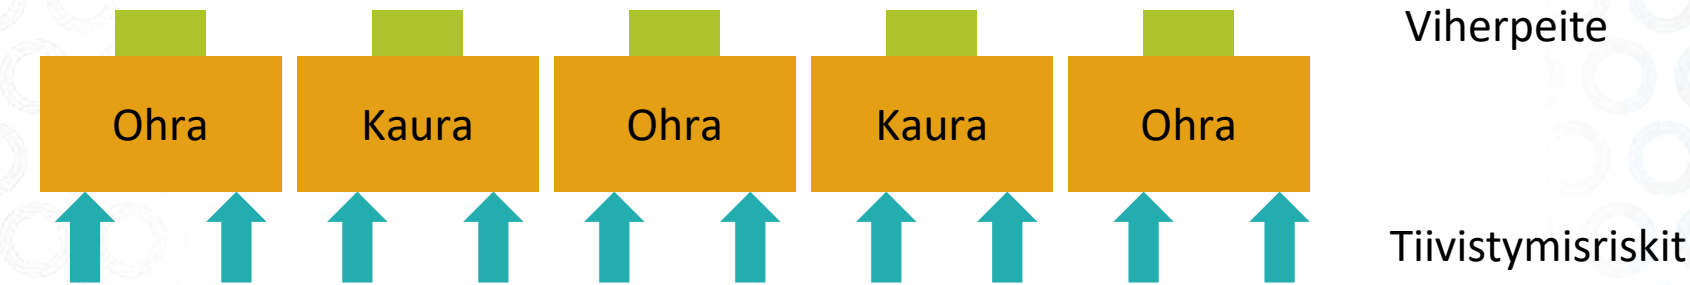 Viherpeite
Ohra
Kaura
Ohra
Kaura
Ohra
Tiivistymisriskit